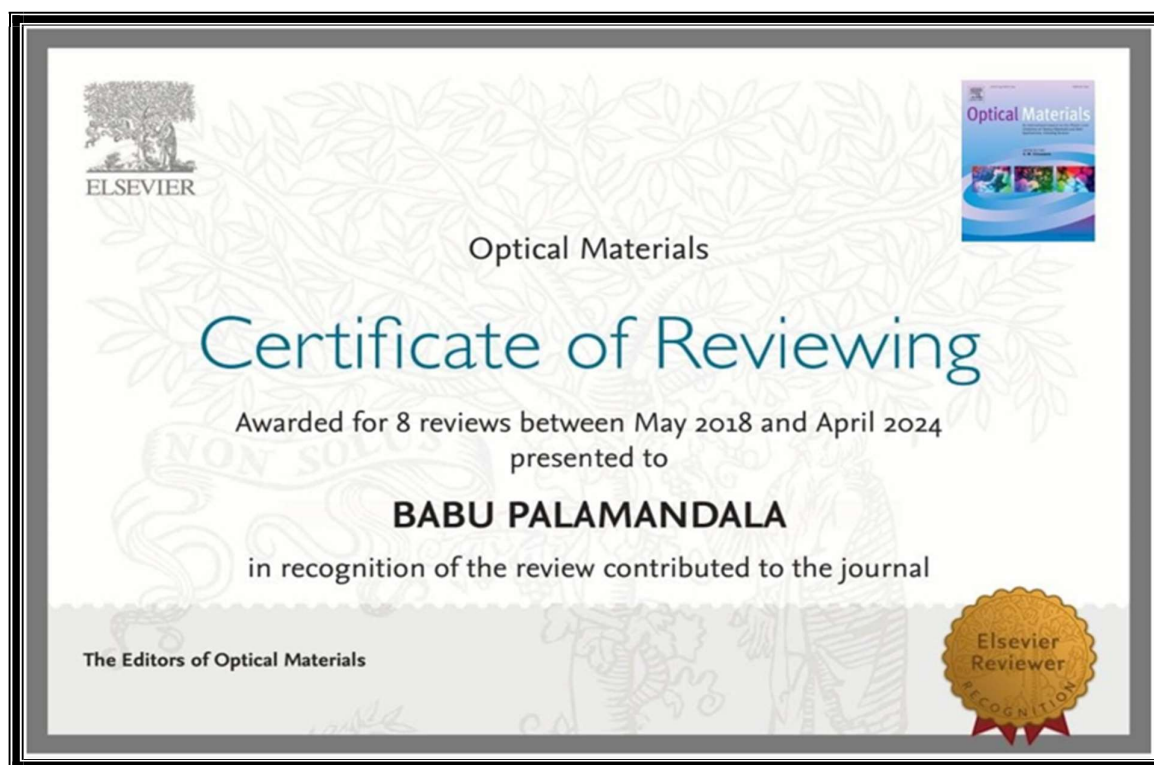 ELSEVIER
Optical Materials
Optical Materials
Certificate of Reviewing
Awarded for 8 reviews between May 2018 and April 2024
presented to
BABU PALAMANDALA
in recognition of the review contributed to the journal
NON SOLUS
The Editors of Optical Materials
Elsevier
Reviewer
RECOGNITION